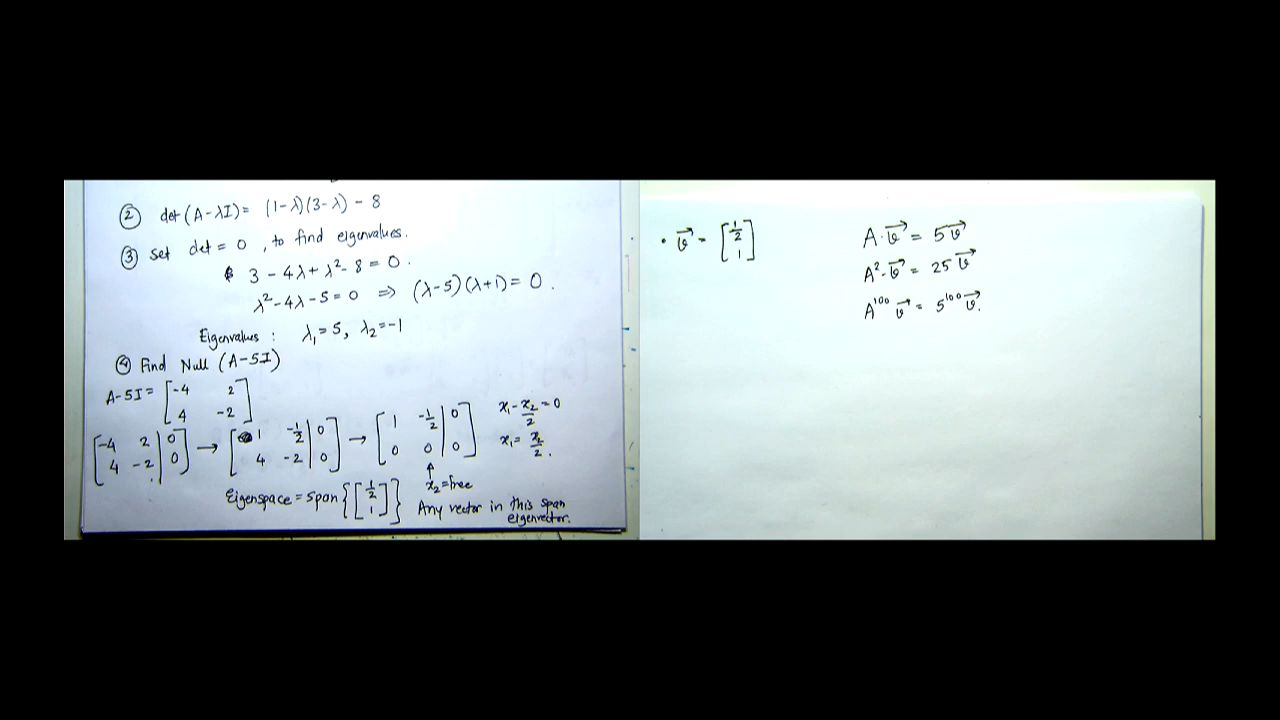 ② det(A-λI)= (1-λ)(3-λ) - 8
③ Set det = 0, to find eigenvalues.
3 - 4λ + λ² - 8 = 0.
λ² - 4λ - 5 = 0 ⇒ (λ-5)(λ+1) = 0.
Eigenvalues: λ₁ = 5, λ₂ = -1
④ Find Null (A-5I)
A-5I = [-4 2; 4 -2]
[-4 2 | 0; 4 -2 | 0] → [1 -1/2 | 0; 4 -2 | 0] → [1 -1/2 | 0; 0 0 | 0]
x₁ - x₂/2 = 0
x₁ = x₂/2.
↑
x₂ = free
Eigenspace = span {[1/2; 1]} Any vector in this span
eigenvector.
• v⃗ = [1/2; 1]
A·v⃗ = 5v⃗
A²·v⃗ = 25v⃗
A¹⁰⁰ v⃗ = 5¹⁰⁰v⃗.